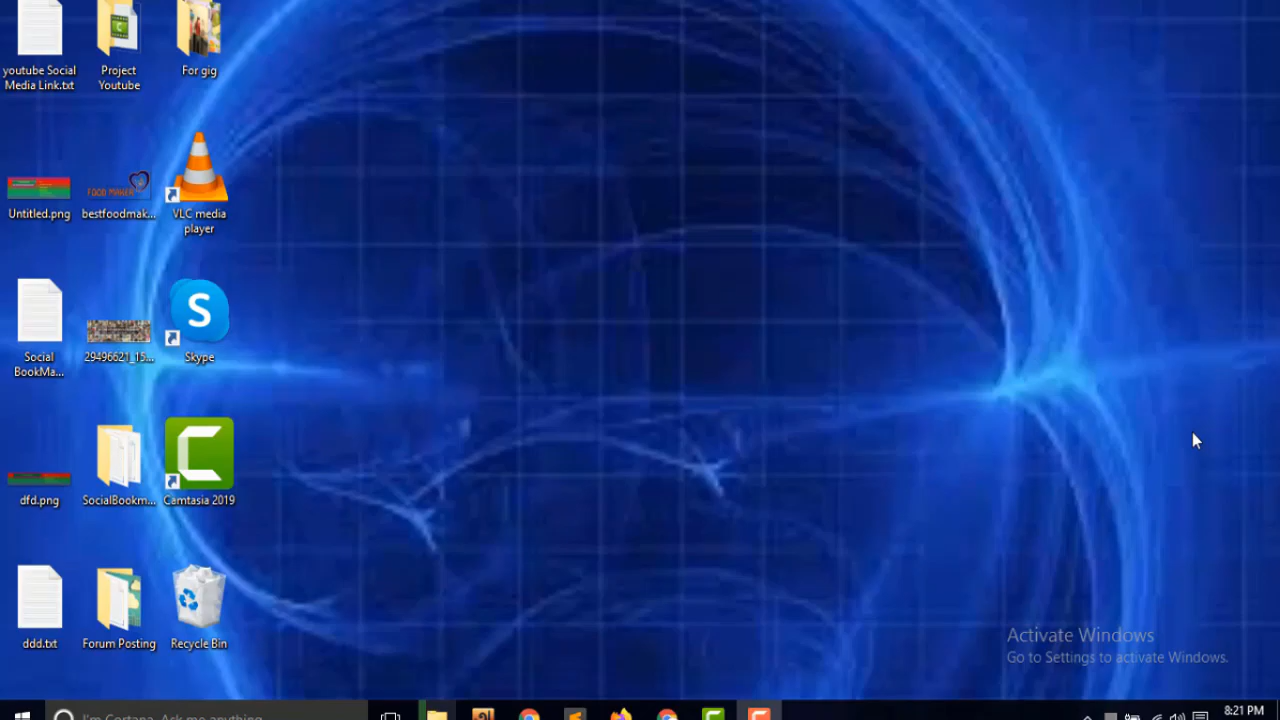 youtube Social
Media Link.txt
Project
Youtube
For gig
Untitled.png
FOOD MAKER
bestfoodmak...
VLC media
player
Social
BookMa...
29496621_15...
S
Skype
dfd.png
SocialBookm...
C
Camtasia 2019
ddd.txt
Forum Posting
Recycle Bin
Activate Windows
Go to Settings to activate Windows.
I'm Cortana. Ask me anything.
8:21 PM